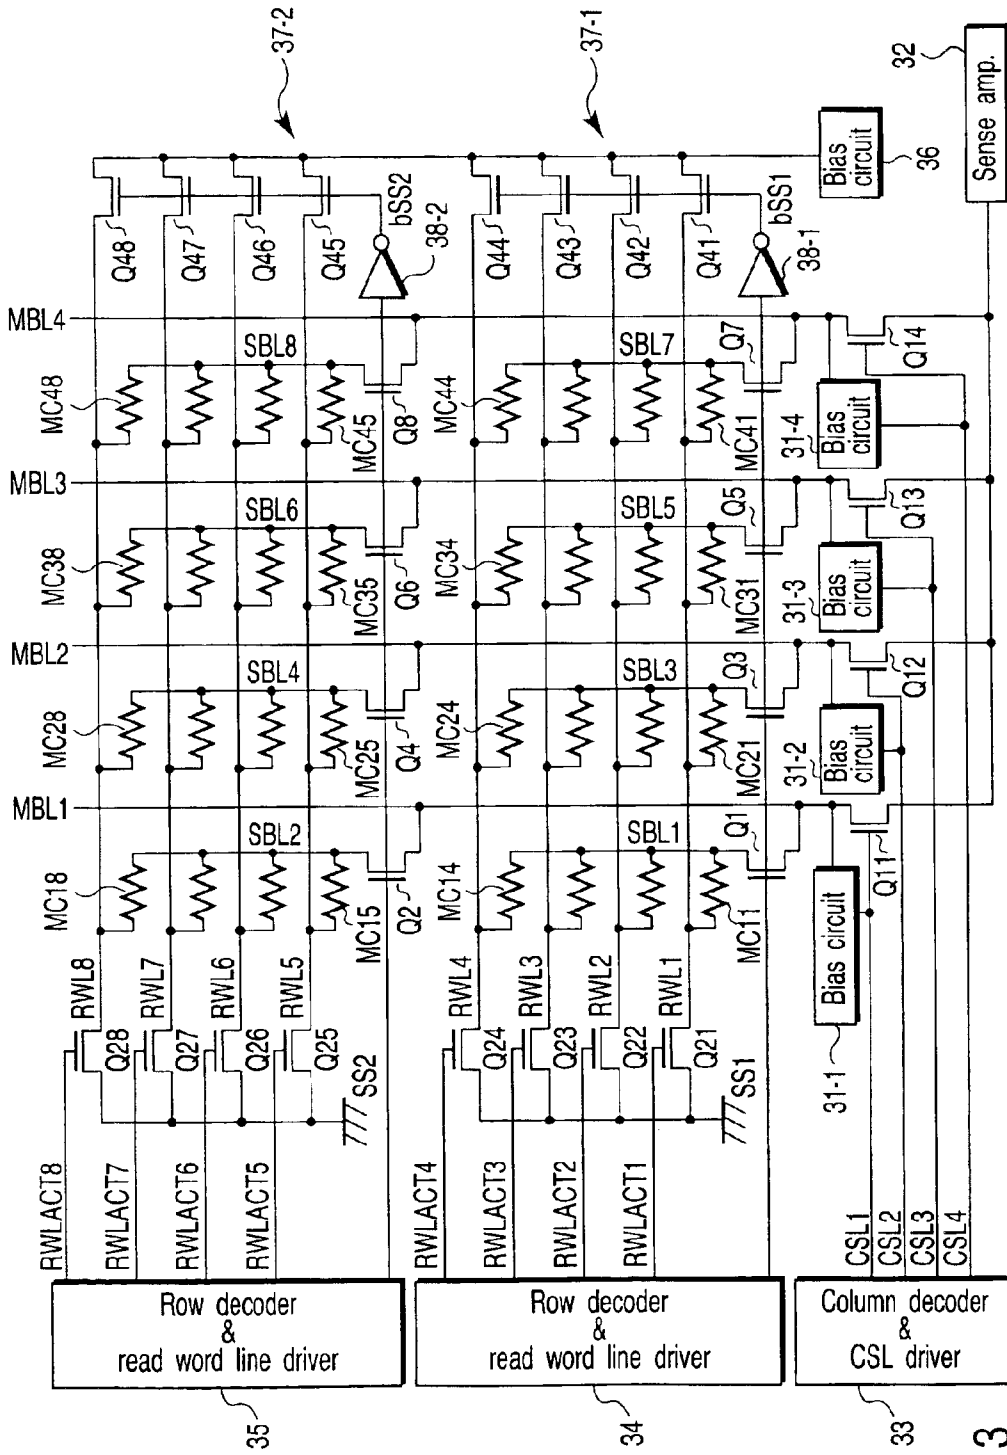 37-2
37-1
32
Sense amp.
Bias circuit
36
Q48
Q47
Q46
Q45
bSS2
38-2
Q44
Q43
Q42
Q41
bSS1
38-1
MBL4
MC48
SBL8
MC45
Q8
MC44
SBL7
MC41
Q7
31-4
Bias circuit
Q14
MBL3
MC38
SBL6
MC35
Q6
MC34
SBL5
MC31
Q5
31-3
Bias circuit
Q13
MBL2
MC28
SBL4
MC25
Q4
MC24
SBL3
MC21
Q3
31-2
Bias circuit
Q12
MBL1
MC18
SBL2
MC15
Q2
MC14
SBL1
MC11
Q1
31-1
Bias circuit
Q11
RWL8
RWL7
RWL6
RWL5
Q28
Q27
Q26
Q25
SS2
RWL4
RWL3
RWL2
RWL1
Q24
Q23
Q22
Q21
SS1
RWLACT8
RWLACT7
RWLACT6
RWLACT5
RWLACT4
RWLACT3
RWLACT2
RWLACT1
CSL1
CSL2
CSL3
CSL4
Row decoder
&
read word line driver
35
Row decoder
&
read word line driver
34
Column decoder
&
CSL driver
33
3